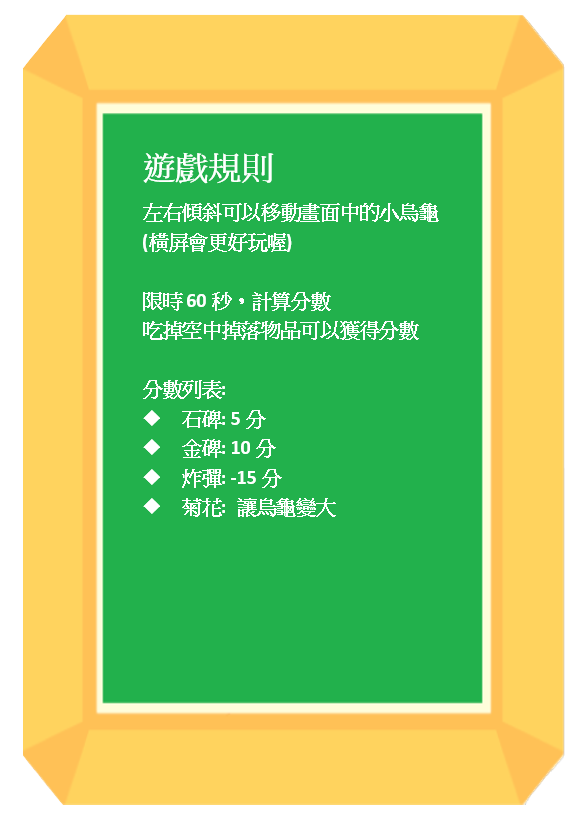 遊戲規則
左右傾斜可以移動畫面中的小烏龜
(橫屏會更好玩喔)
限時 60 秒，計算分數
吃掉空中掉落物品可以獲得分數
分數列表:
◆ 石碑: 5 分
◆ 金碑: 10 分
◆ 炸彈: -15 分
◆ 菊花: 讓烏龜變大